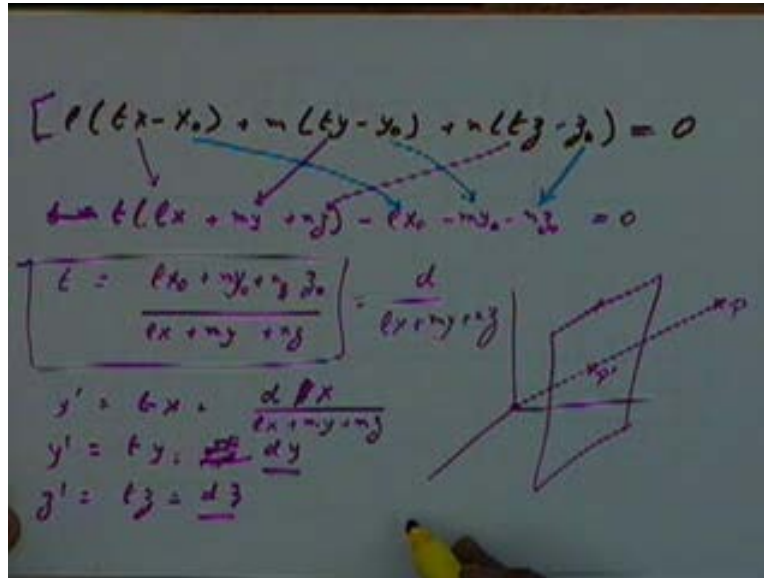 [ l(tx - x₀) + m(ty - y₀) + n(tz - z₀) = 0
t(lx + my + nz) - lx₀ - my₀ - nz₀ = 0
t = (lx₀ + my₀ + nz₀) / (lx + my + nz) = d / (lx + my + nz)
x' = tx = d x / (lx + my + nz)
y' = ty = dy
z' = tz = dz
P
P'